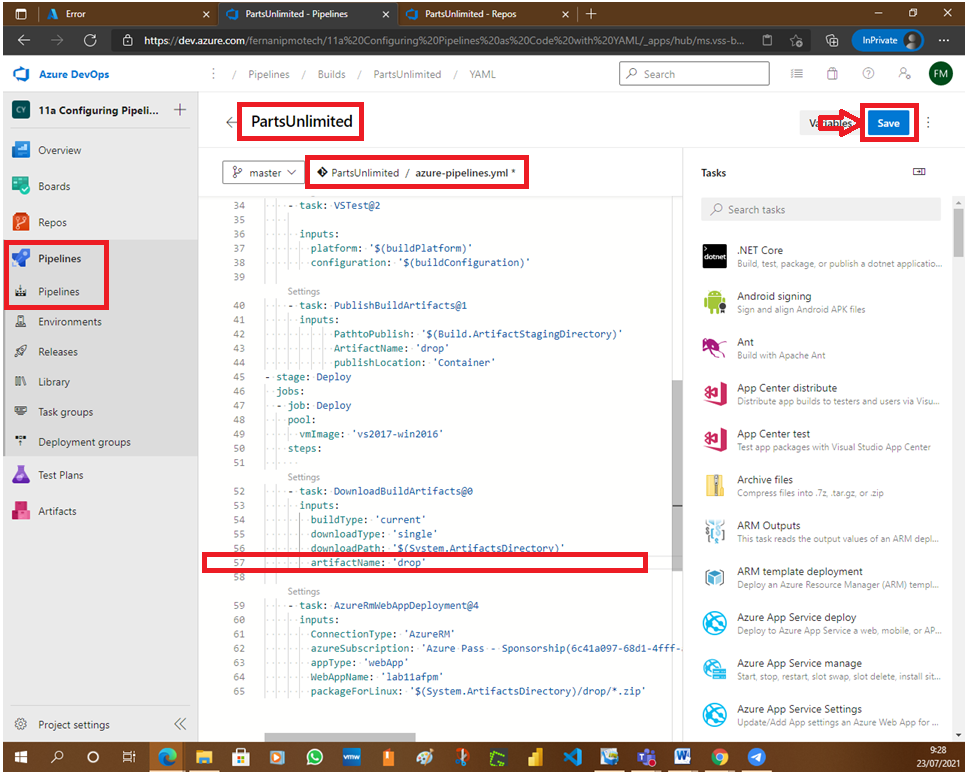 Error
PartsUnlimited - Pipelines
PartsUnlimited - Repos
https://dev.azure.com/fernanipmotech/11a%20Configuring%20Pipelines%20as%20Code%20with%20YAML/_apps/hub/ms.vss-b...
InPrivate
Azure DevOps
/ Pipelines / Builds / PartsUnlimited / YAML
Search
FM
CY 11a Configuring Pipeli... +
PartsUnlimited
Variables
Save
Overview
Boards
Repos
Pipelines
Pipelines
Environments
Releases
Library
Task groups
Deployment groups
Test Plans
Artifacts
Project settings
master
PartsUnlimited / azure-pipelines.yml *
34 - task: VSTest@2
35
36 inputs:
37 platform: '$(buildPlatform)'
38 configuration: '$(buildConfiguration)'
39
Settings
40 - task: PublishBuildArtifacts@1
41 inputs:
42 PathtoPublish: '$(Build.ArtifactStagingDirectory)'
43 ArtifactName: 'drop'
44 publishLocation: 'Container'
45 - stage: Deploy
46 jobs:
47 - job: Deploy
48 pool:
49 vmImage: 'vs2017-win2016'
50 steps:
51
Settings
52 - task: DownloadBuildArtifacts@0
53 inputs:
54 buildType: 'current'
55 downloadType: 'single'
56 downloadPath: '$(System.ArtifactsDirectory)'
57 artifactName: 'drop'
58
Settings
59 - task: AzureRmWebAppDeployment@4
60 inputs:
61 ConnectionType: 'AzureRM'
62 azureSubscription: 'Azure Pass - Sponsorship(6c41a097-68d1-4fff-
63 appType: 'webApp'
64 WebAppName: 'lab11afpm'
65 packageForLinux: '$(System.ArtifactsDirectory)/drop/*.zip'
Tasks
Search tasks
dotnet
.NET Core
Build, test, package, or publish a dotnet applicatio...
Android signing
Sign and align Android APK files
Ant
Build with Apache Ant
App Center distribute
Distribute app builds to testers and users via Visu...
App Center test
Test app packages with Visual Studio App Center
Archive files
Compress files into .7z, .tar.gz, or .zip
ARM Outputs
This task reads the output values of an ARM depl...
ARM template deployment
Deploy an Azure Resource Manager (ARM) templ...
Azure App Service deploy
Deploy to Azure App Service a web, mobile, or AP...
Azure App Service manage
Start, stop, restart, slot swap, slot delete, install sit...
Azure App Service Settings
Update/Add App settings an Azure Web App for ...
vmw
9:28
23/07/2021